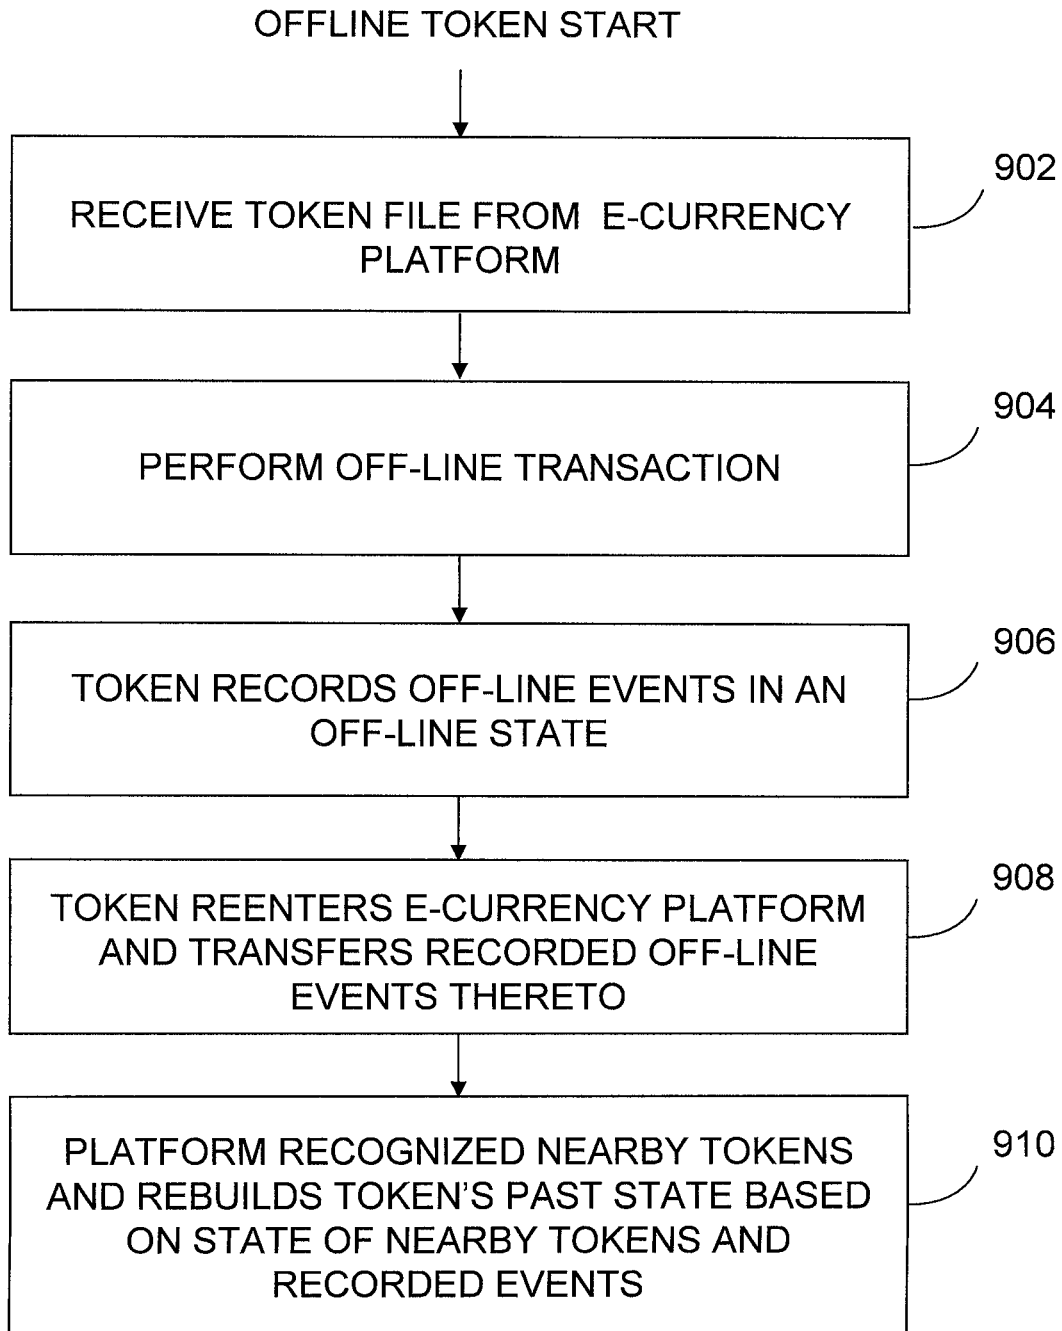 OFFLINE TOKEN START
902
RECEIVE TOKEN FILE FROM E-CURRENCY
PLATFORM
904
PERFORM OFF-LINE TRANSACTION
906
TOKEN RECORDS OFF-LINE EVENTS IN AN
OFF-LINE STATE
908
TOKEN REENTERS E-CURRENCY PLATFORM
AND TRANSFERS RECORDED OFF-LINE
EVENTS THERETO
910
PLATFORM RECOGNIZED NEARBY TOKENS
AND REBUILDS TOKEN'S PAST STATE BASED
ON STATE OF NEARBY TOKENS AND
RECORDED EVENTS